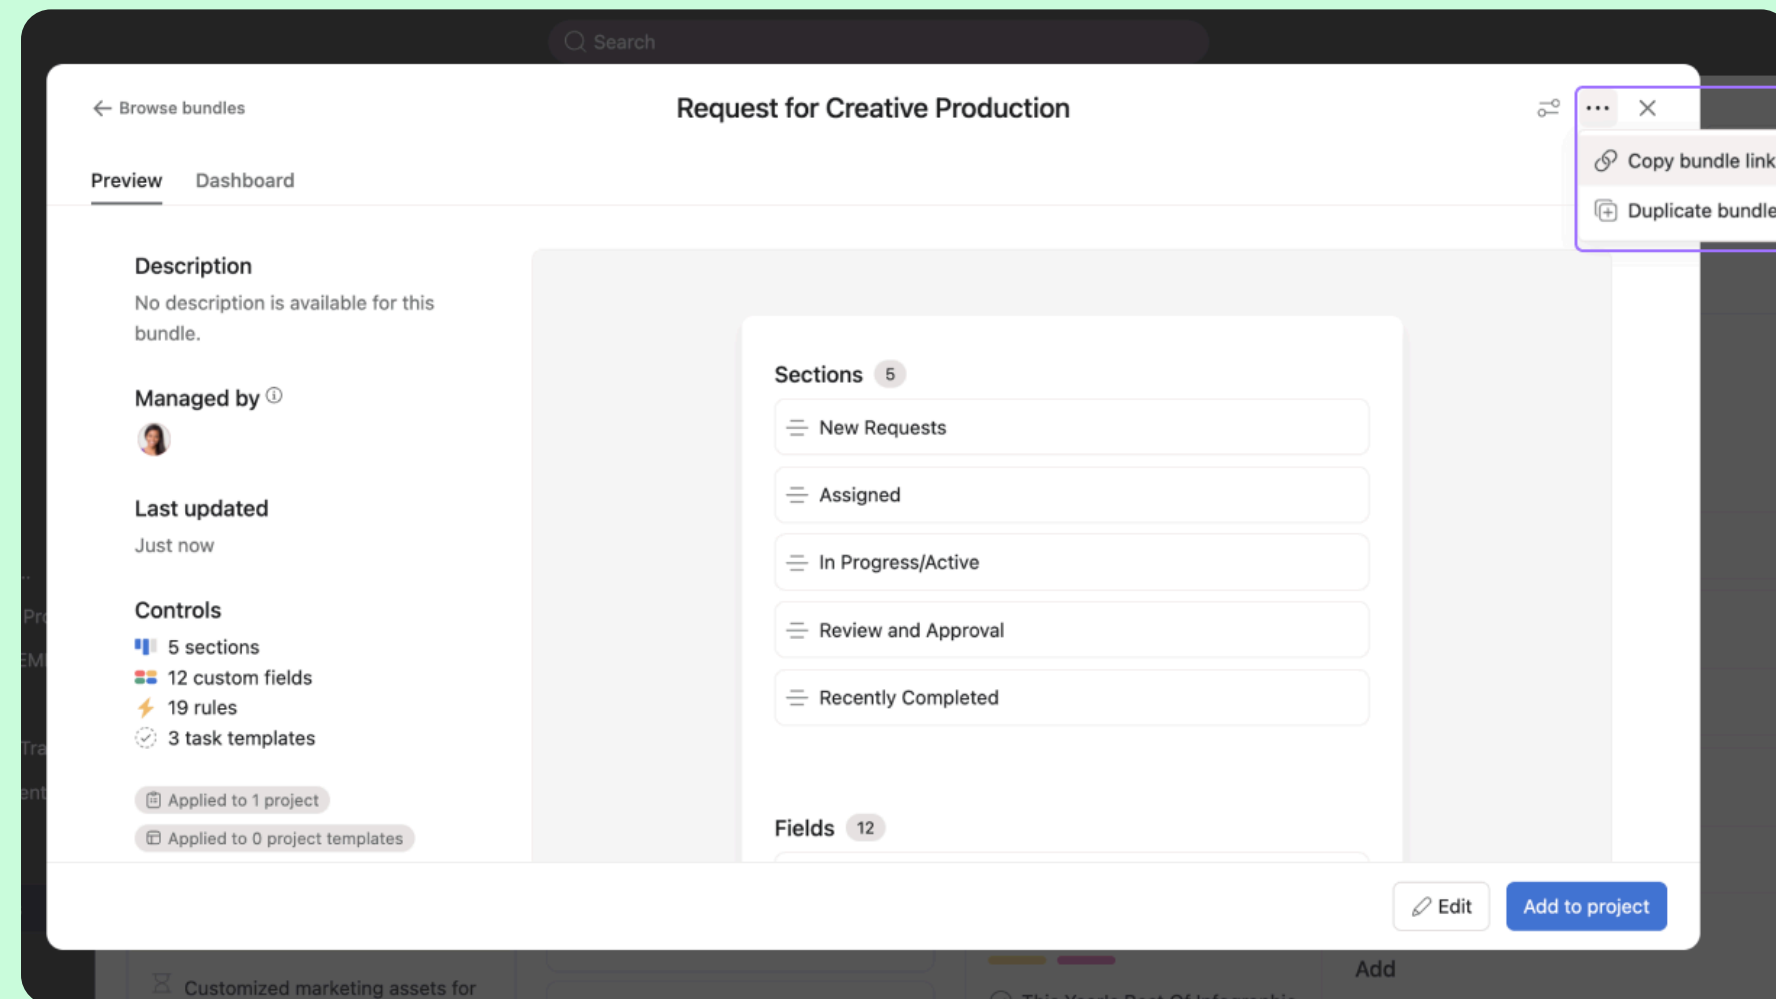 Search
Browse bundles
Request for Creative Production
Copy bundle link
Duplicate bundle
Preview
Dashboard
Description
No description is available for this
bundle.
Managed by
Last updated
Just now
Controls
5 sections
12 custom fields
19 rules
3 task templates
Applied to 1 project
Applied to 0 project templates
Sections 5
New Requests
Assigned
In Progress/Active
Review and Approval
Recently Completed
Fields 12
Edit
Add to project
Customized marketing assets for
Add